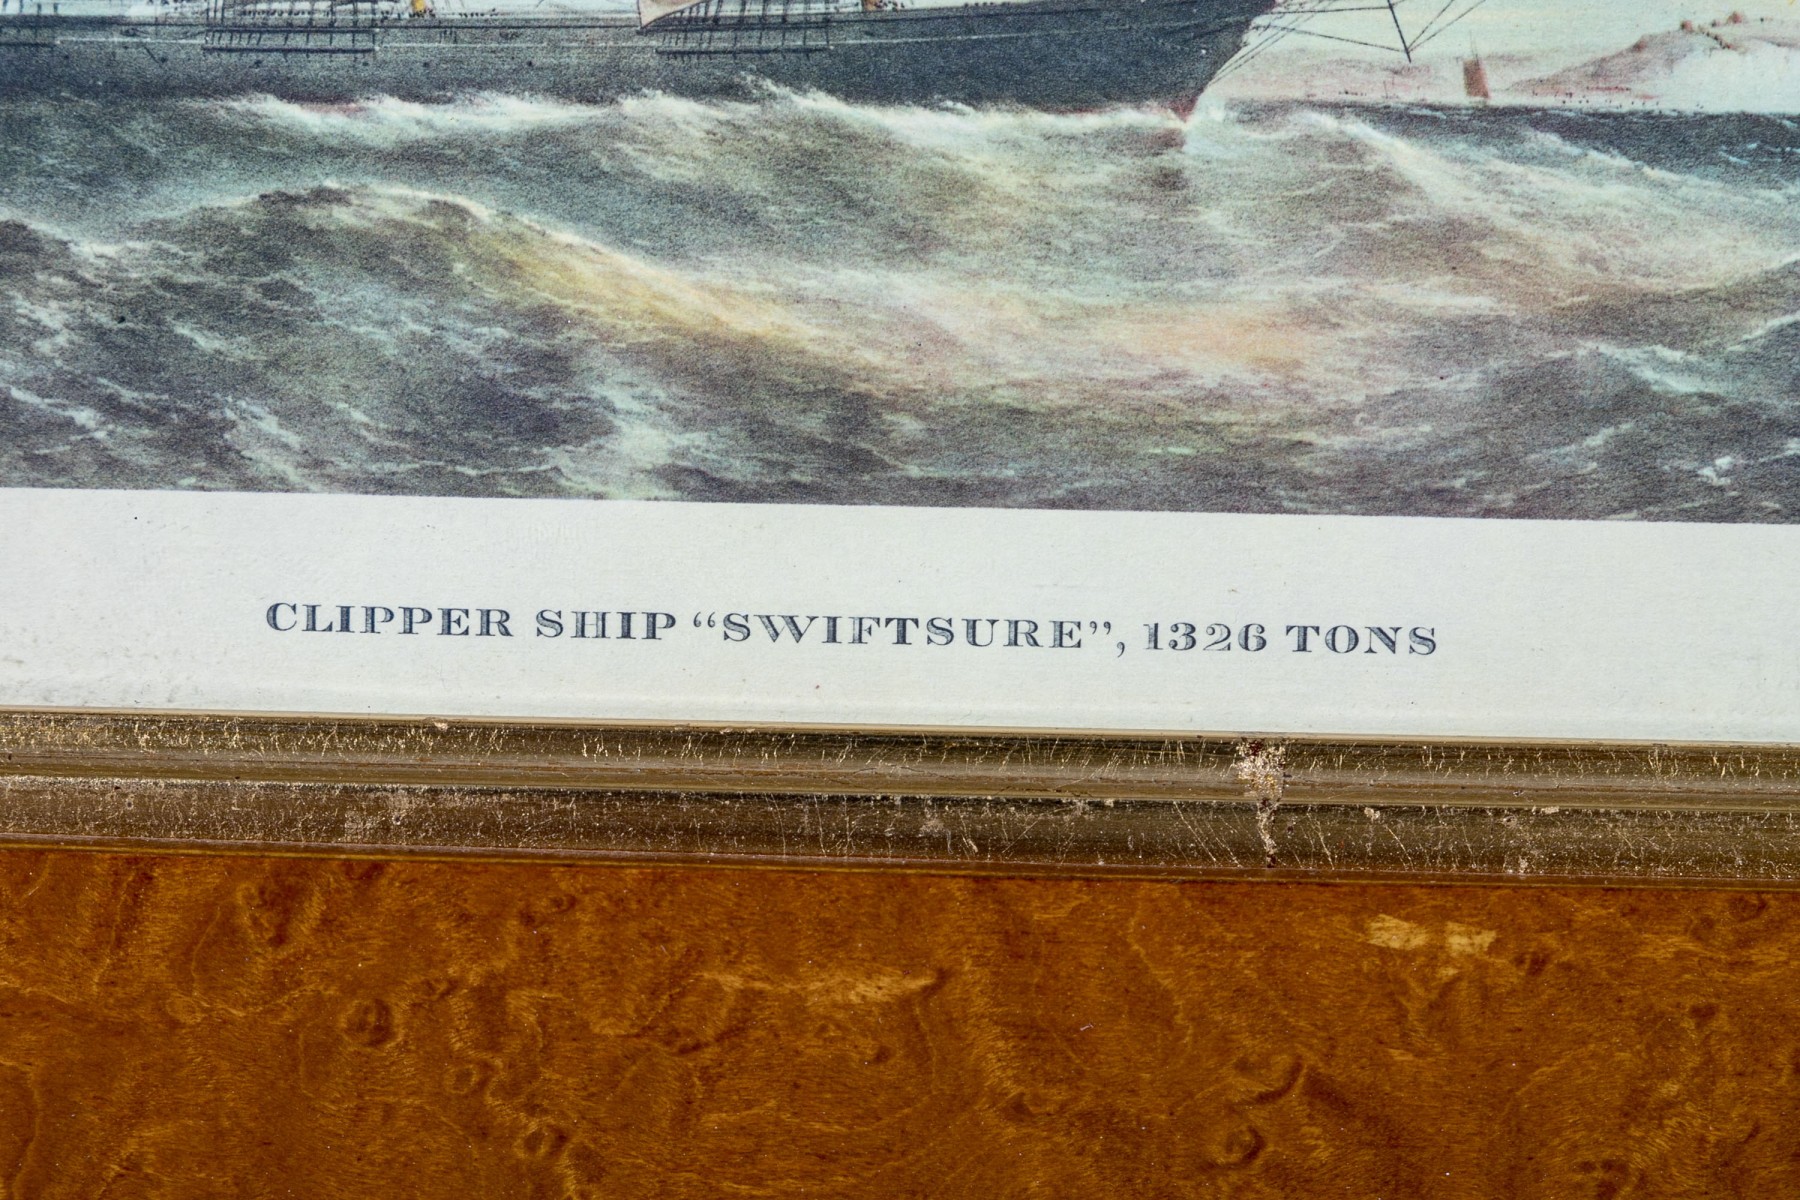 CLIPPER SHIP “SWIFTSURE”, 1326 TONS